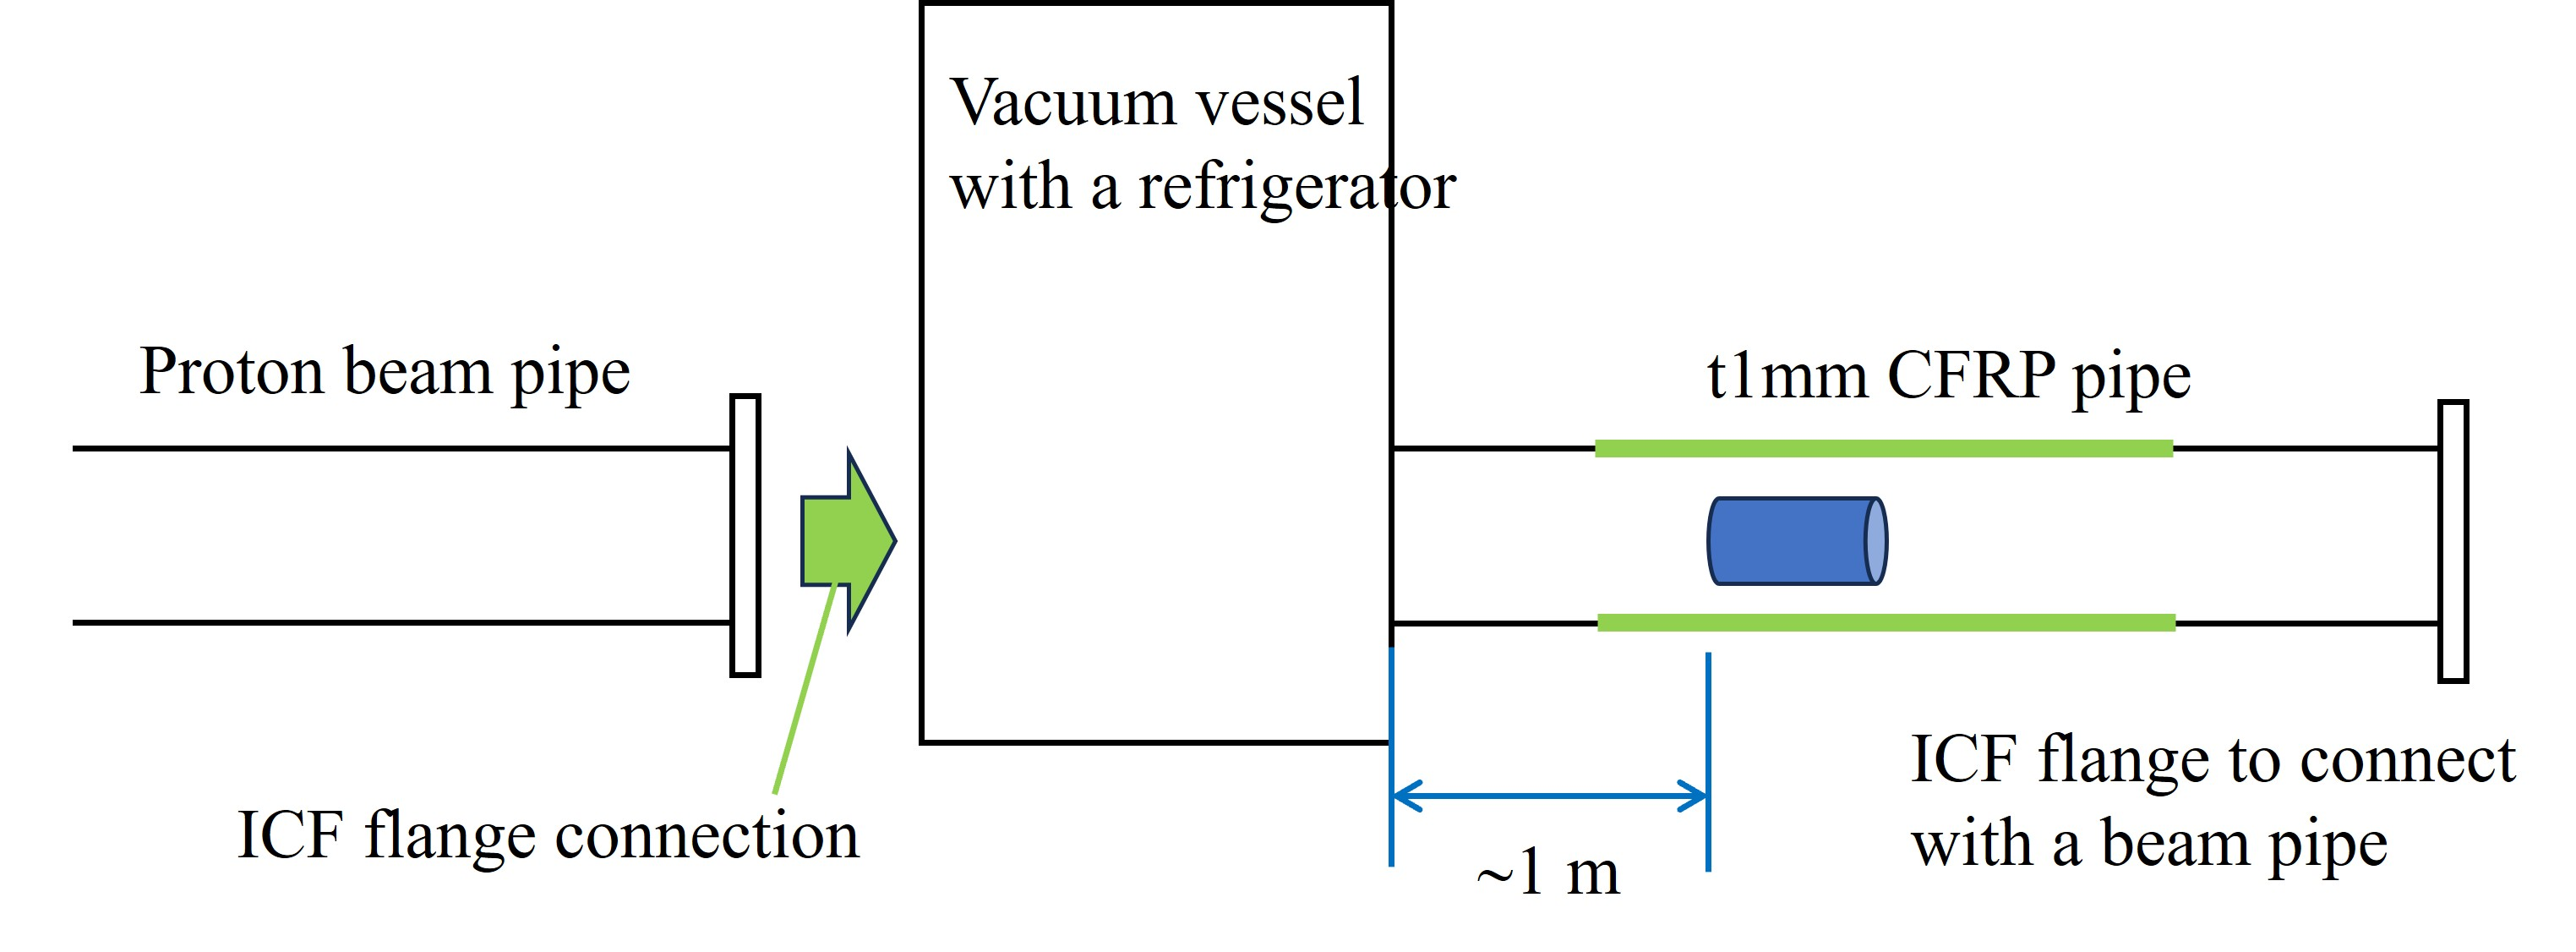 Vacuum vessel
with a refrigerator
Proton beam pipe
t1mm CFRP pipe
ICF flange connection
~1 m
ICF flange to connect
with a beam pipe